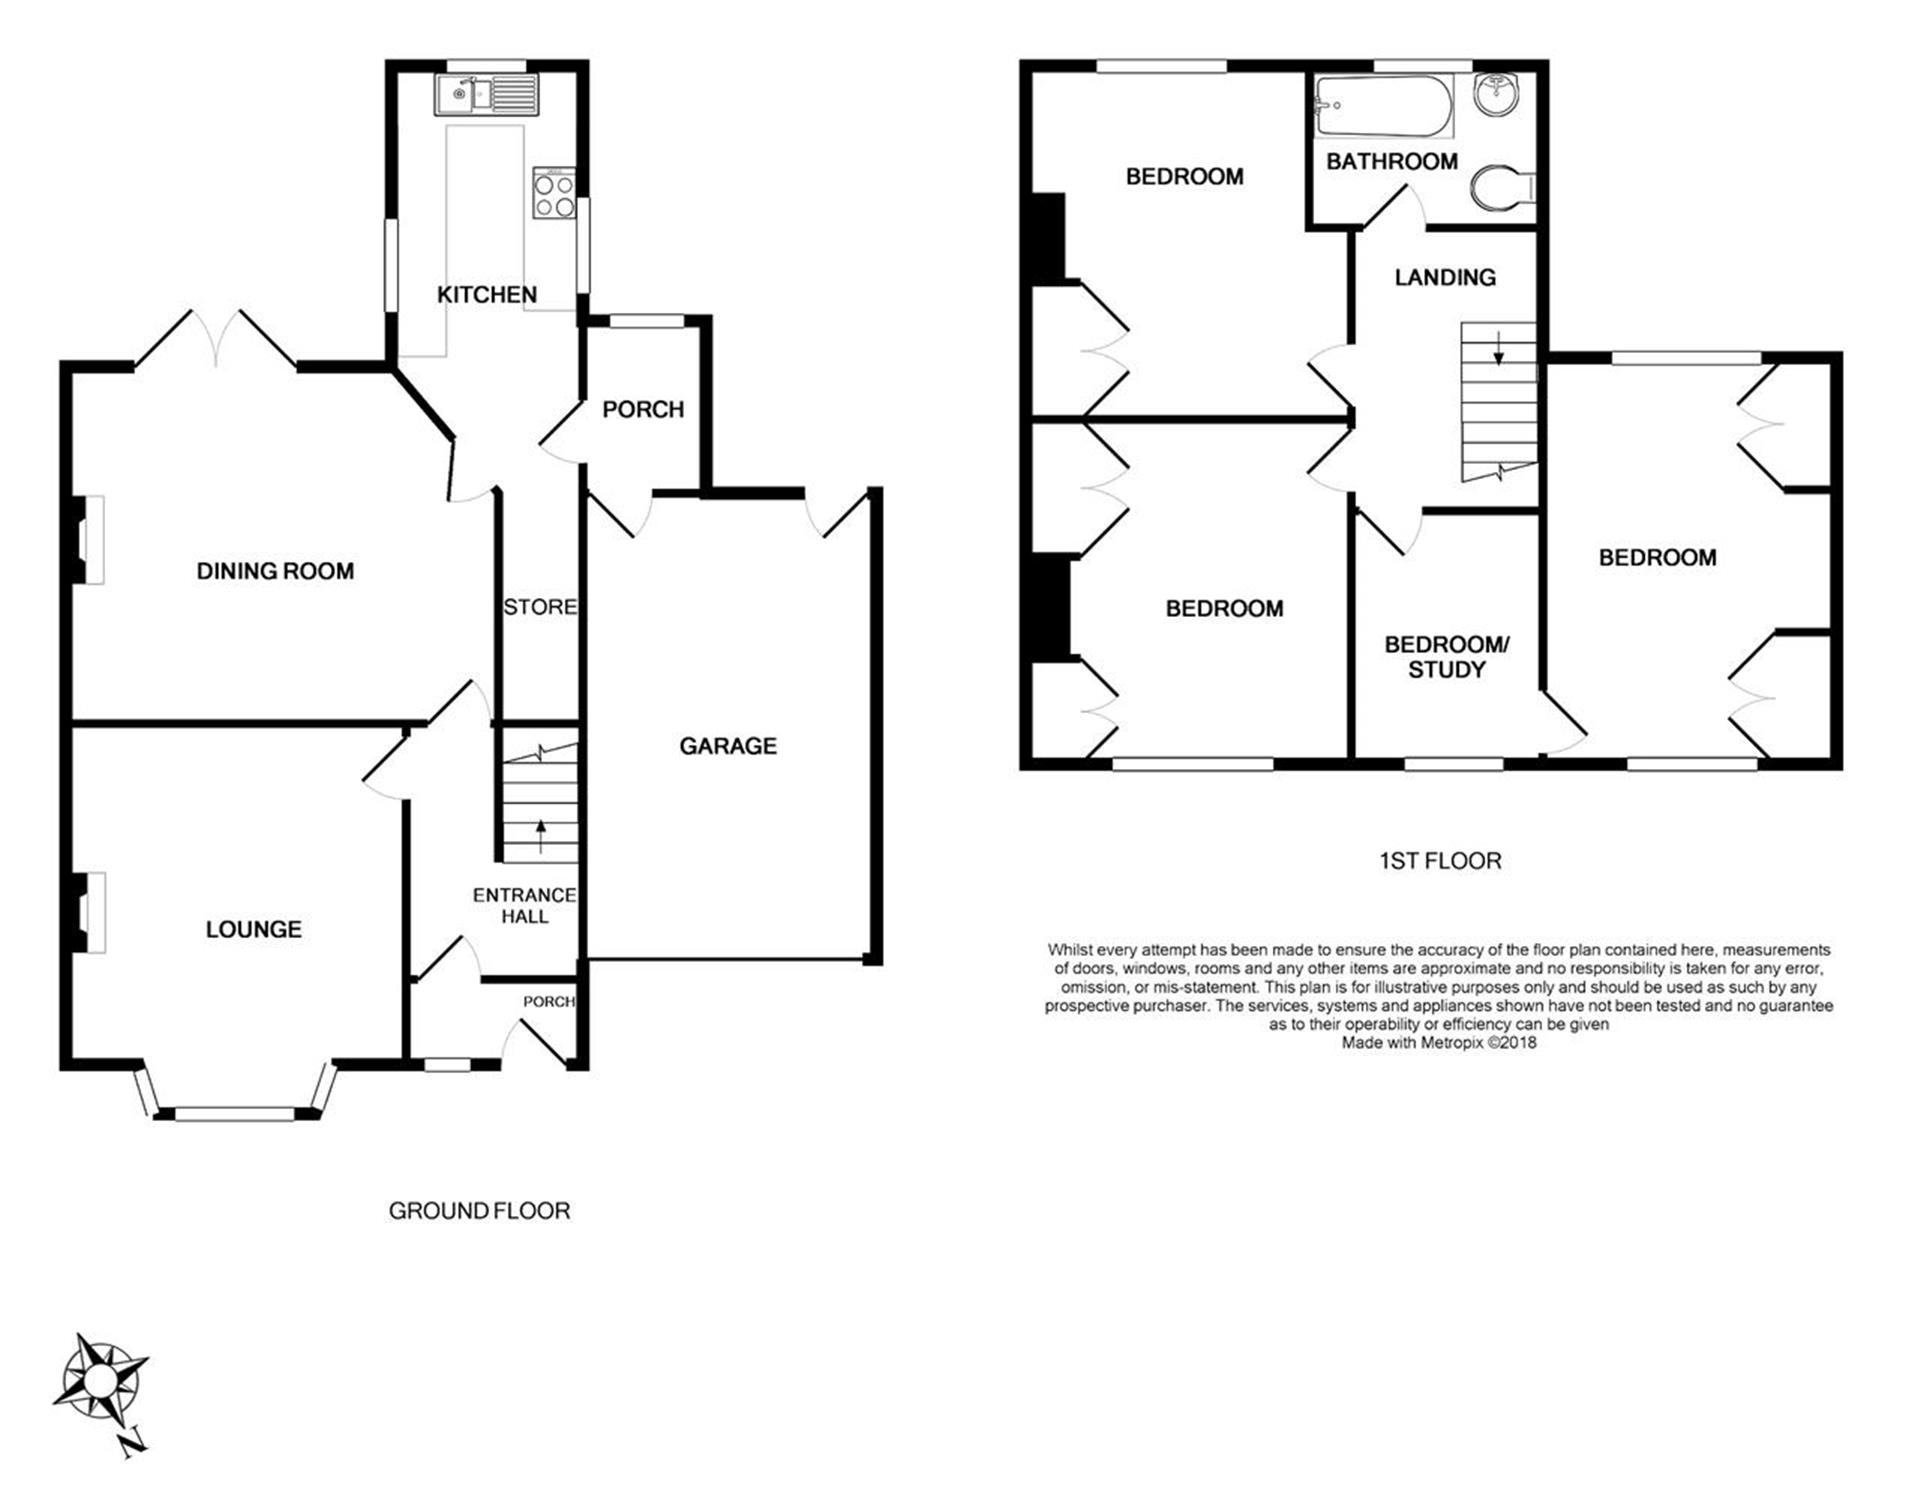 KITCHEN
PORCH
DINING ROOM
STORE
GARAGE
LOUNGE
ENTRANCE
HALL
PORCH
GROUND FLOOR
N
BEDROOM
BATHROOM
LANDING
BEDROOM
BEDROOM
BEDROOM/
STUDY
1ST FLOOR
Whilst every attempt has been made to ensure the accuracy of the floor plan contained here, measurements
of doors, windows, rooms and any other items are approximate and no responsibility is taken for any error,
omission, or mis-statement. This plan is for illustrative purposes only and should be used as such by any
prospective purchaser. The services, systems and appliances shown have not been tested and no guarantee
as to their operability or efficiency can be given
Made with Metropix ©2018